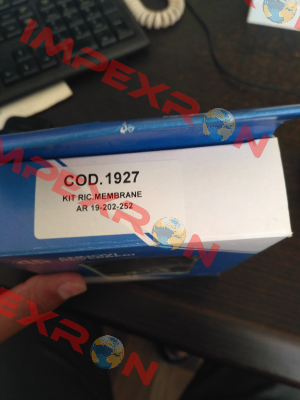 IMPEXRON
COD.1927
KIT RIC.MEMBRANE
AR 19-202-252
IMPEXRON
IMPEXRON